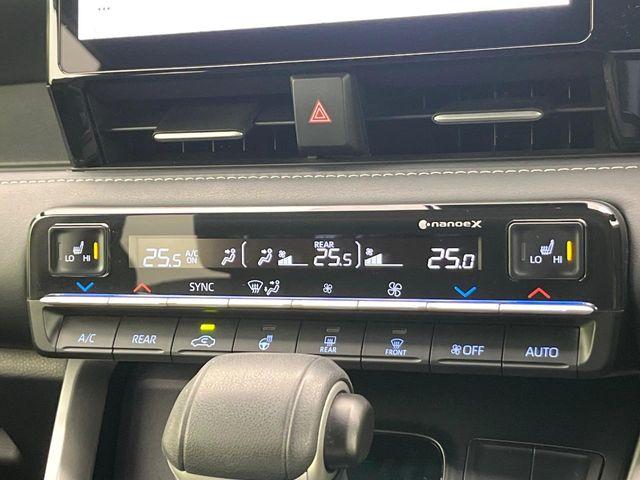 nanoeX
LO HI 25.5 A/C ON REAR 25.5 25.0 LO HI
SYNC
A/C REAR REAR FRONT OFF AUTO